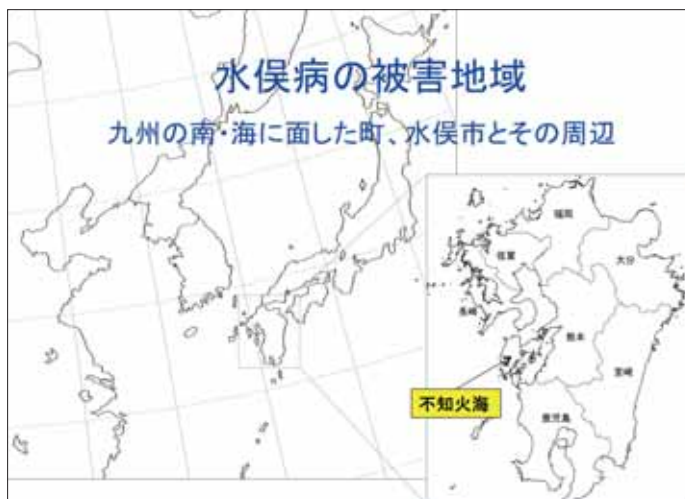 水俣病の被害地域
九州の南・海に面した町、水俣市とその周辺
福岡
佐賀
大分
長崎
熊本
宮崎
不知火海
鹿児島